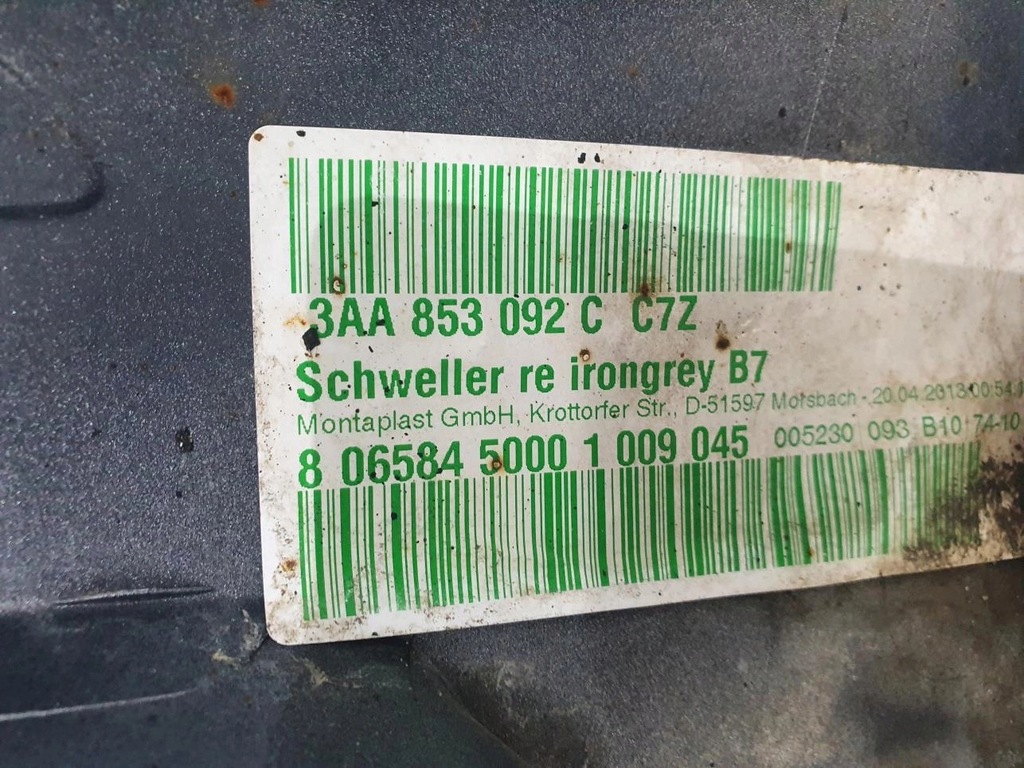 3AA 853 092 C C7Z
Schweller re irongrey B7
Montaplast GmbH, Krottorfer Str., D-51597 Morsbach - 20.04.2013 00:54
8 06584 5000 1 009 045 005230 093 B10 74-10